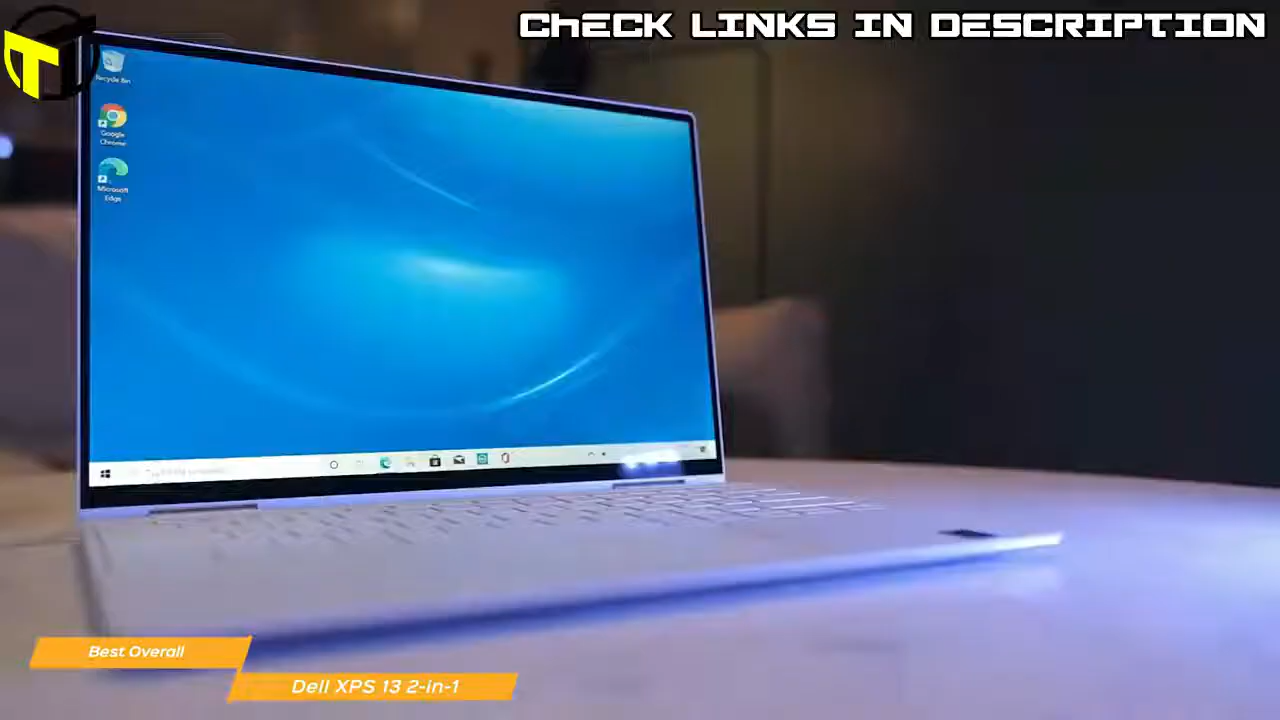 CHECK LINKS IN DESCRIPTION
T
Recycle Bin
Google
Chrome
Microsoft
Edge
Best Overall
Dell XPS 13 2-in-1